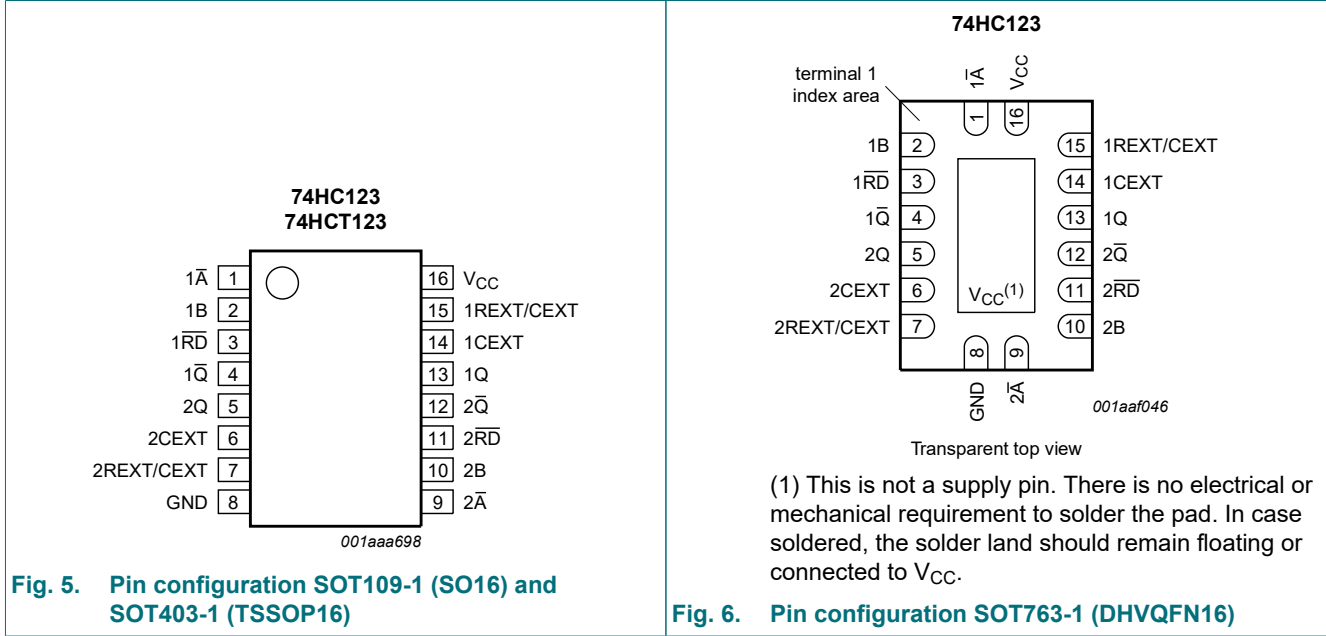 74HC123
74HCT123
1A̅ 1
1B 2
1R̅D̅ 3
1Q̅ 4
2Q 5
2CEXT 6
2REXT/CEXT 7
GND 8
16 VCC
15 1REXT/CEXT
14 1CEXT
13 1Q
12 2Q̅
11 2R̅D̅
10 2B
9 2A̅
001aaa698
Fig. 5. Pin configuration SOT109-1 (SO16) and
SOT403-1 (TSSOP16)
74HC123
terminal 1
index area
1A̅ 1
VCC 16
1B 2
1R̅D̅ 3
1Q̅ 4
2Q 5
2CEXT 6
2REXT/CEXT 7
15 1REXT/CEXT
14 1CEXT
13 1Q
12 2Q̅
11 2R̅D̅
10 2B
VCC(1)
8 GND
9 2A̅
001aaf046
Transparent top view
(1) This is not a supply pin. There is no electrical or
mechanical requirement to solder the pad. In case
soldered, the solder land should remain floating or
connected to VCC.
Fig. 6. Pin configuration SOT763-1 (DHVQFN16)